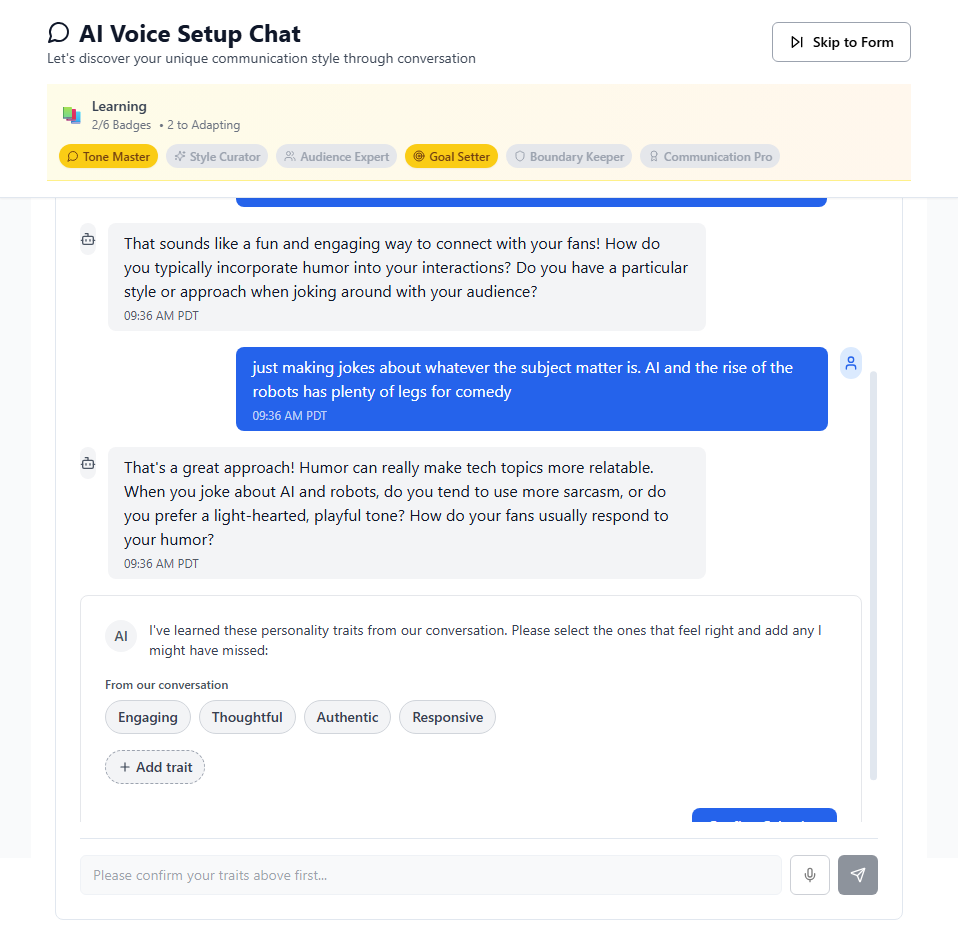 AI Voice Setup Chat
Let's discover your unique communication style through conversation
Skip to Form
Learning
2/6 Badges • 2 to Adapting
Tone Master
Style Curator
Audience Expert
Goal Setter
Boundary Keeper
Communication Pro
That sounds like a fun and engaging way to connect with your fans! How do
you typically incorporate humor into your interactions? Do you have a particular
style or approach when joking around with your audience?
09:36 AM PDT
just making jokes about whatever the subject matter is. AI and the rise of the
robots has plenty of legs for comedy
09:36 AM PDT
That's a great approach! Humor can really make tech topics more relatable.
When you joke about AI and robots, do you tend to use more sarcasm, or do
you prefer a light-hearted, playful tone? How do your fans usually respond to
your humor?
09:36 AM PDT
AI
I've learned these personality traits from our conversation. Please select the ones that feel right and add any I
might have missed:
From our conversation
Engaging
Thoughtful
Authentic
Responsive
+ Add trait
Please confirm your traits above first...